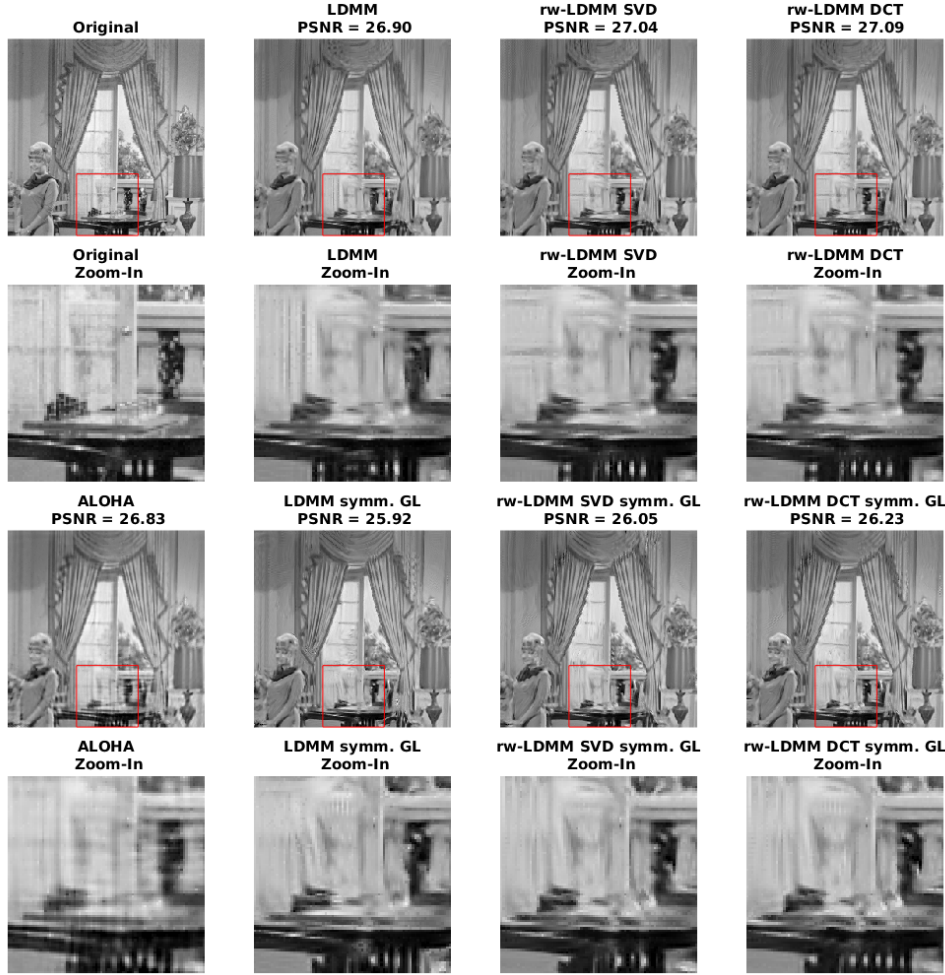 Original
LDMM
PSNR = 26.90
rw-LDMM SVD
PSNR = 27.04
rw-LDMM DCT
PSNR = 27.09
Original
Zoom-In
LDMM
Zoom-In
rw-LDMM SVD
Zoom-In
rw-LDMM DCT
Zoom-In
ALOHA
PSNR = 26.83
LDMM symm. GL
PSNR = 25.92
rw-LDMM SVD symm. GL
PSNR = 26.05
rw-LDMM DCT symm. GL
PSNR = 26.23
ALOHA
Zoom-In
LDMM symm. GL
Zoom-In
rw-LDMM SVD symm. GL
Zoom-In
rw-LDMM DCT symm. GL
Zoom-In